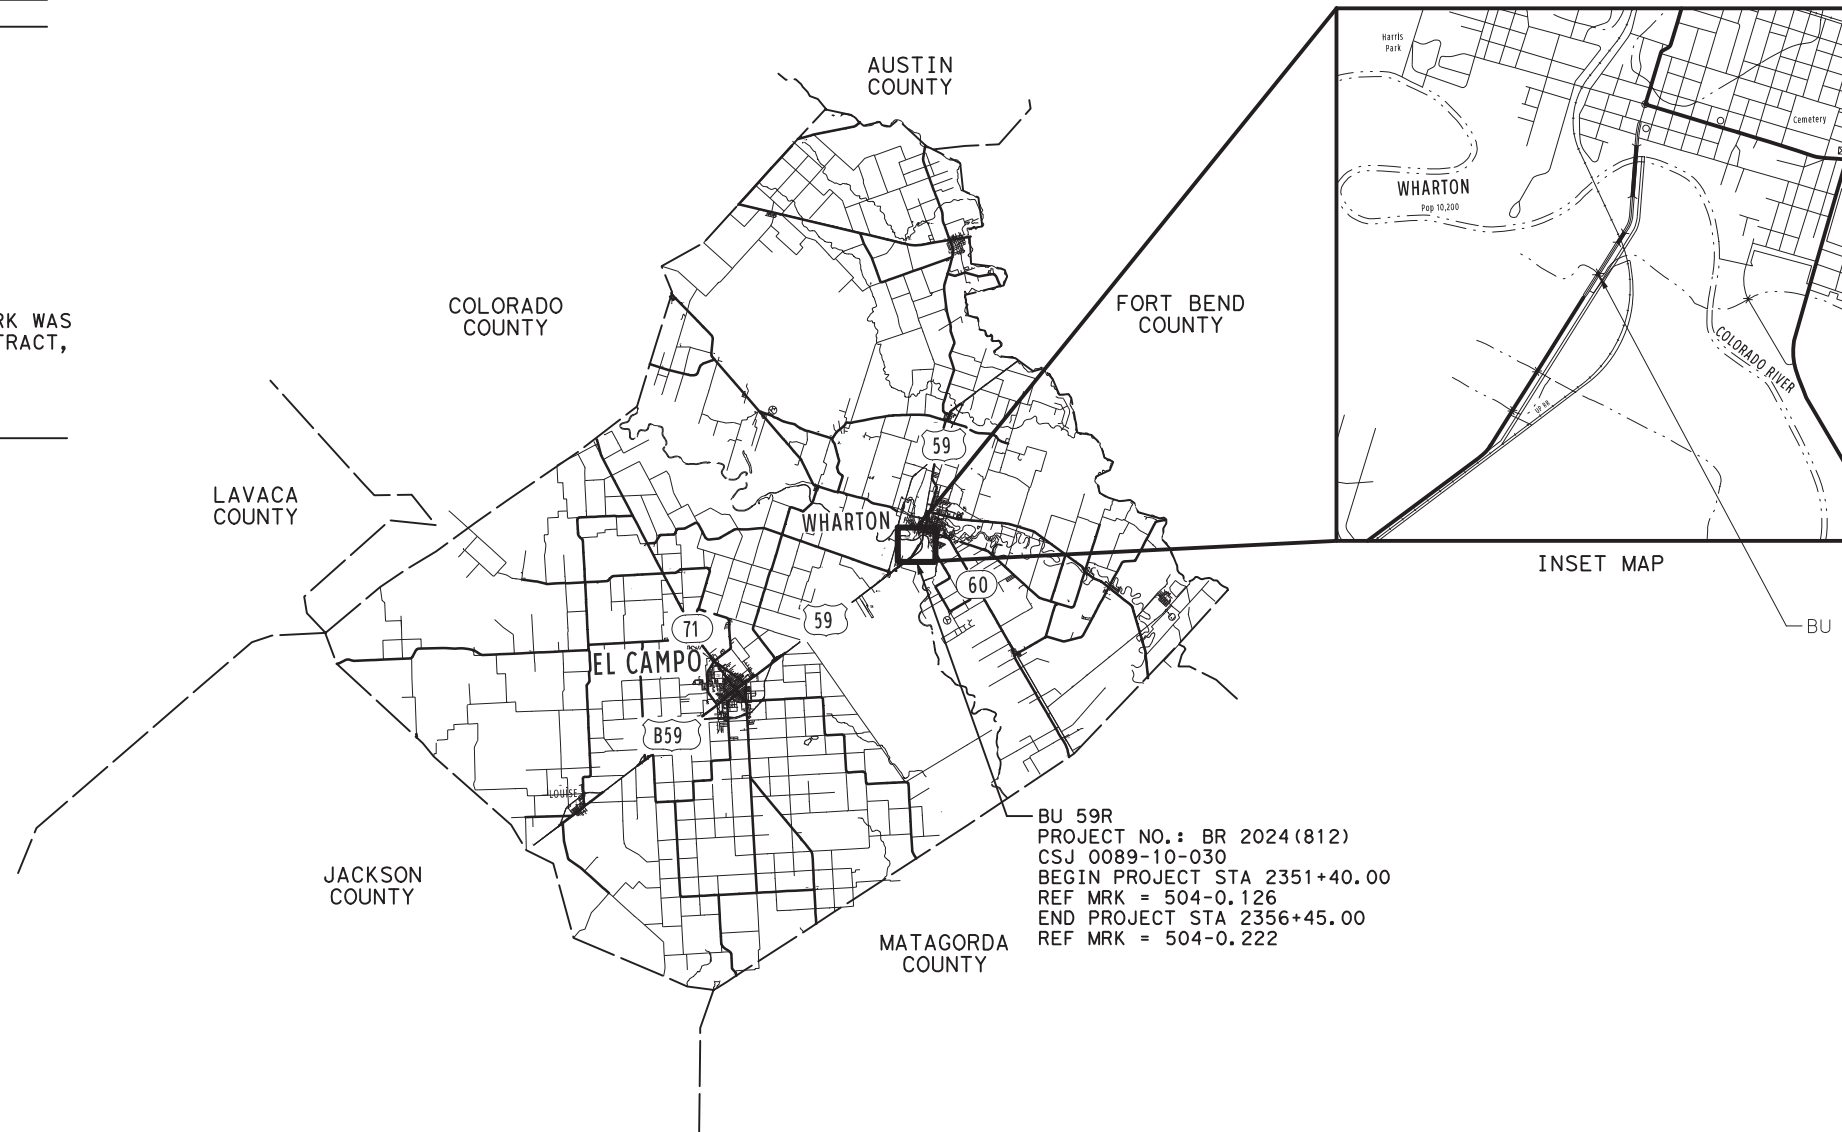 AUSTIN
COUNTY
Harris
Park
Cemetery
WHARTON
Pop 10,200
COLORADO
COUNTY
FORT BEND
COUNTY
RK WAS
TRACT,
COLORADO RIVER
UP RR
59
LAVACA
COUNTY
WHARTON
INSET MAP
60
59
71
BU
EL CAMPO
B59
LOUISE
BU 59R
PROJECT NO.: BR 2024(812)
CSJ 0089-10-030
BEGIN PROJECT STA 2351+40.00
REF MRK = 504-0.126
END PROJECT STA 2356+45.00
REF MRK = 504-0.222
JACKSON
COUNTY
MATAGORDA
COUNTY